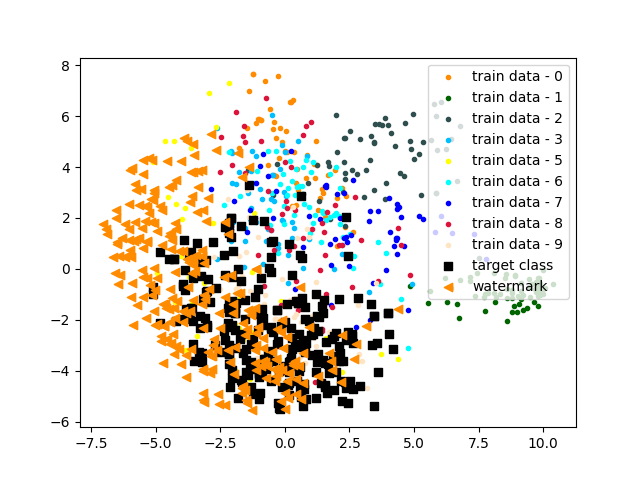 8
6
4
2
0
−2
−4
−6
−7.5 −5.0 −2.5 0.0 2.5 5.0 7.5 10.0
train data - 0
train data - 1
train data - 2
train data - 3
train data - 5
train data - 6
train data - 7
train data - 8
train data - 9
target class
watermark